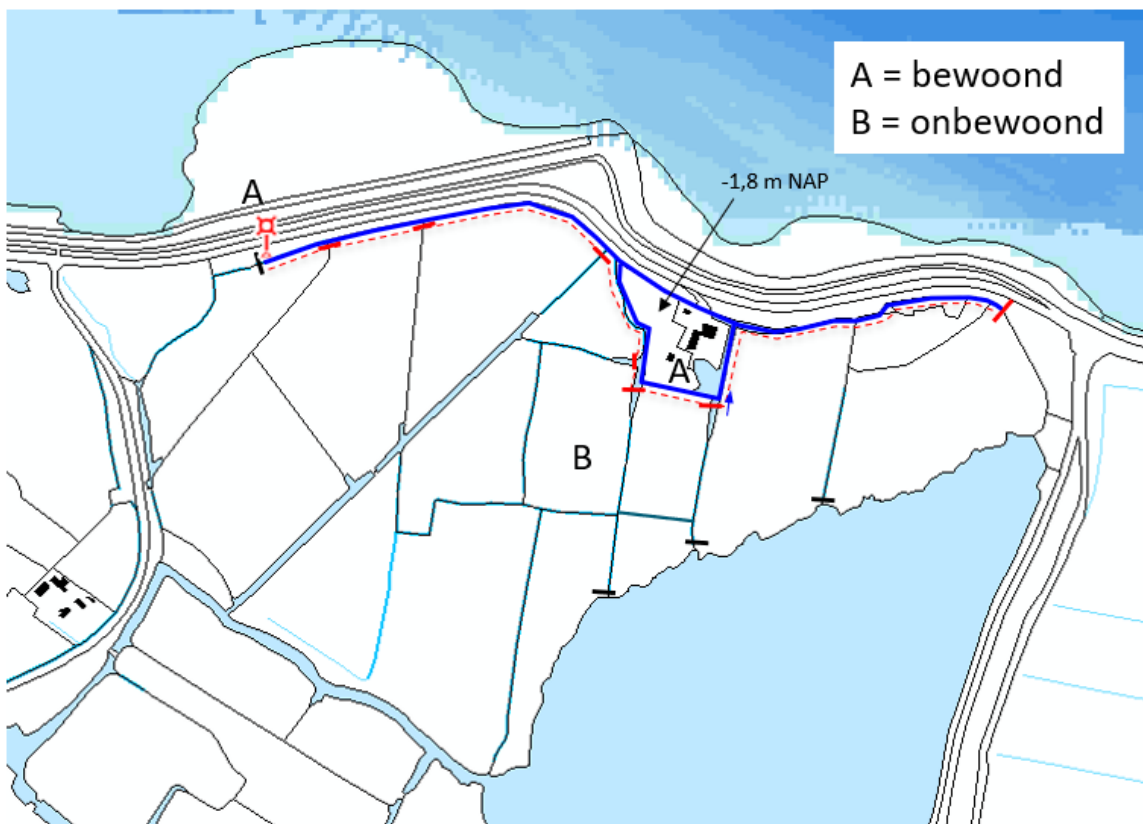 A = bewoond
B = onbewoond
-1,8 m NAP
A
A
B